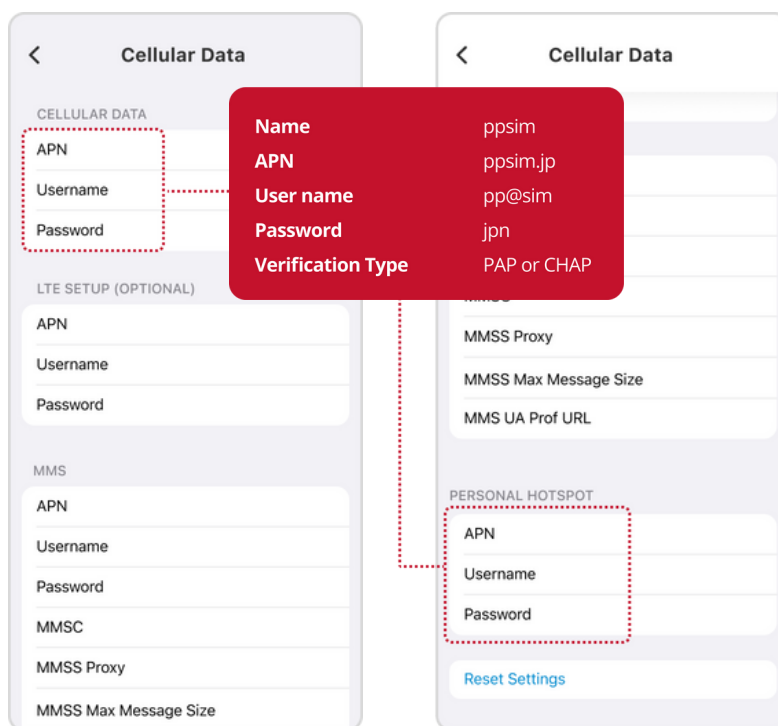 Cellular Data
CELLULAR DATA
APN
Username
Password
LTE SETUP (OPTIONAL)
APN
Username
Password
MMS
APN
Username
Password
MMSC
MMSS Proxy
MMSS Max Message Size
Name ppsim
APN ppsim.jp
User name pp@sim
Password jpn
Verification Type PAP or CHAP
Cellular Data
MMSS Proxy
MMSS Max Message Size
MMS UA Prof URL
PERSONAL HOTSPOT
APN
Username
Password
Reset Settings